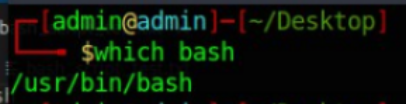 ┌─[admin@admin]─[~/Desktop]
└──╼ $which bash
/usr/bin/bash